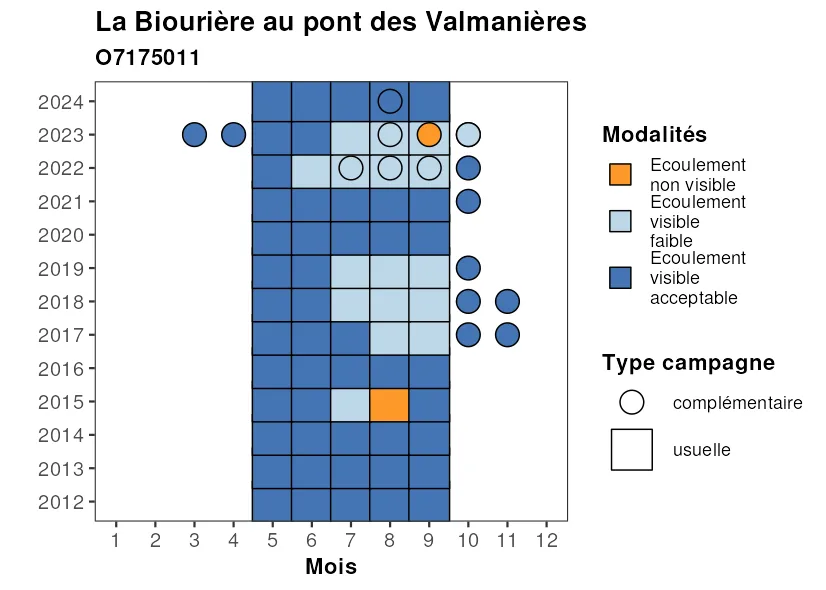 La Biourière au pont des Valmanières
O7175011
2024
2023
2022
2021
2020
2019
2018
2017
2016
2015
2014
2013
2012
1 2 3 4 5 6 7 8 9 10 11 12
Mois
Modalités
Ecoulement
non visible
Ecoulement
visible
faible
Ecoulement
visible
acceptable
Type campagne
complémentaire
usuelle